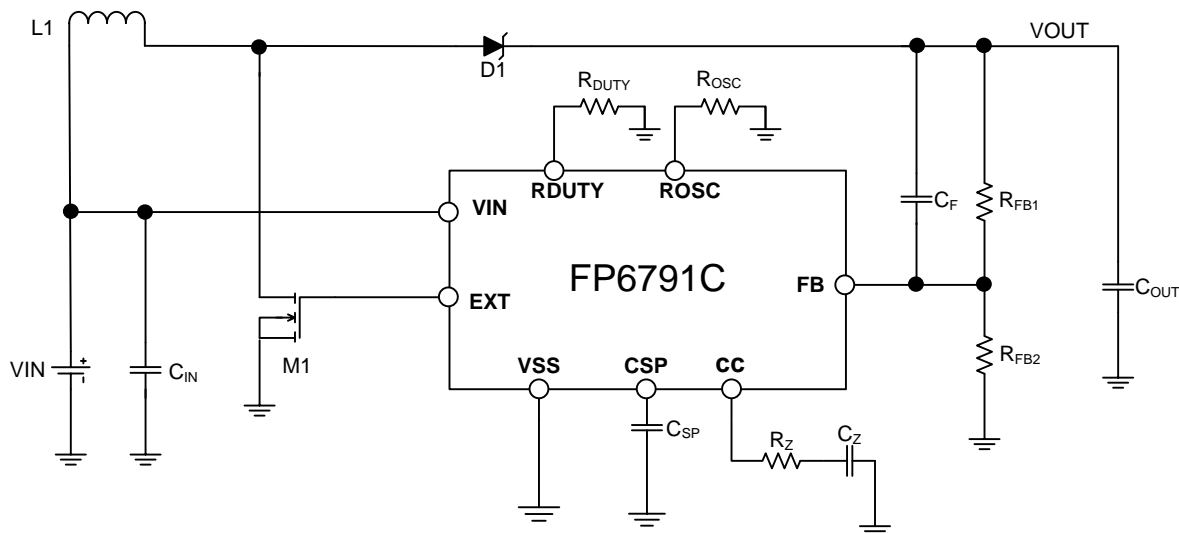 L1
VOUT
D1
RDUTY
ROSC
RDUTY
ROSC
VIN
CF
RFB1
FP6791C
FB
EXT
COUT
VIN
+
-
CIN
M1
VSS
CSP
CC
RFB2
CSP
RZ
CZ